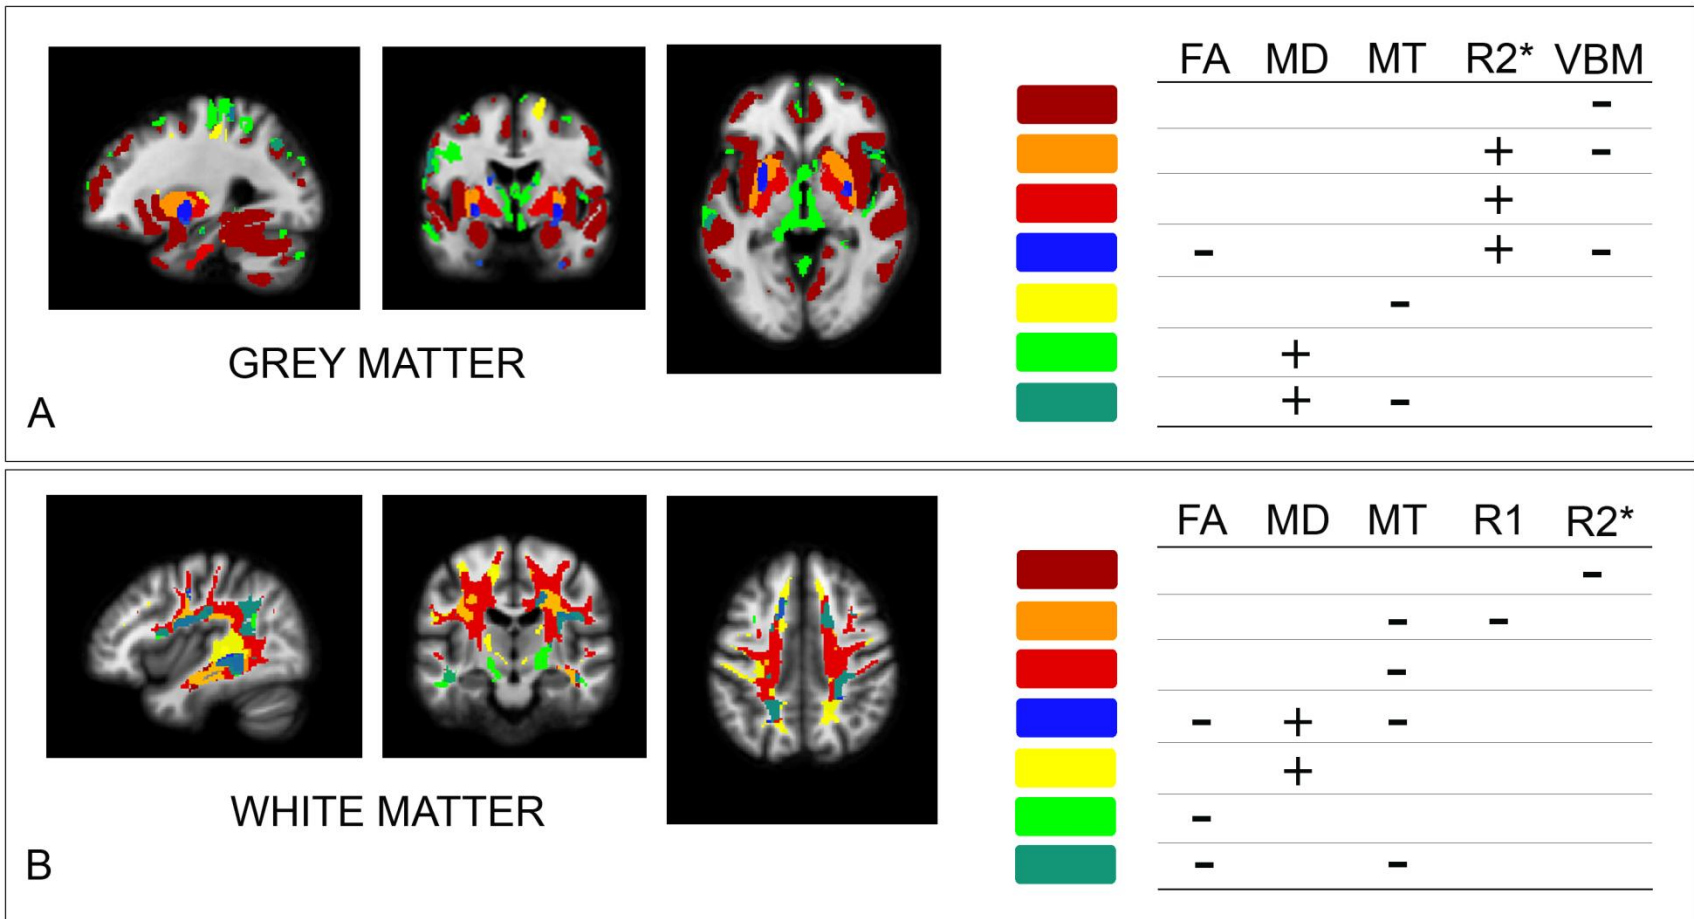 FA MD MT R2* VBM
-
+ -
+
- + -
-
+
+ -
GREY MATTER
A
FA MD MT R1 R2*
-
- -
-
- + -
+
-
- -
WHITE MATTER
B